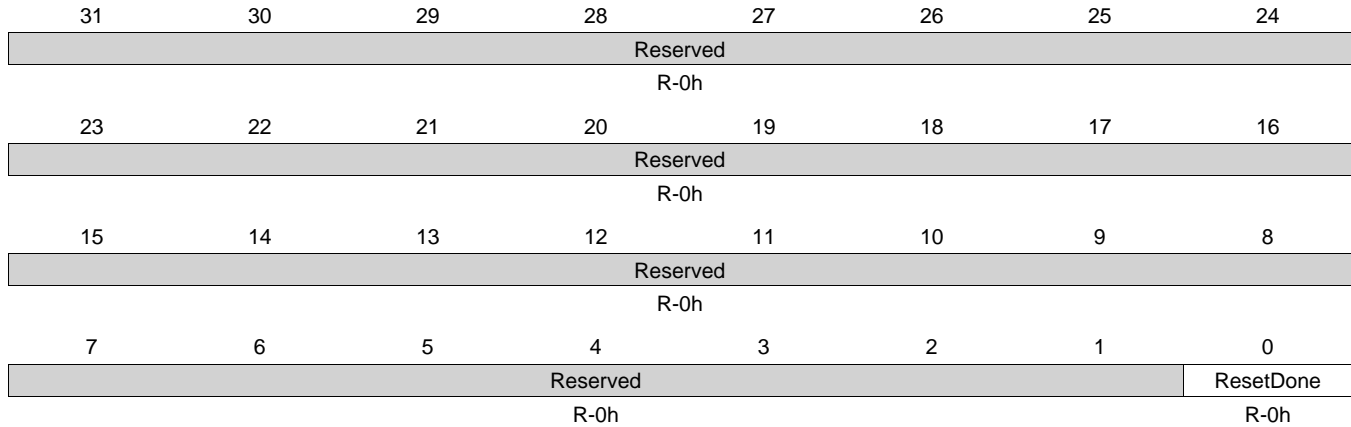 31 30 29 28 27 26 25 24
Reserved
R-0h
23 22 21 20 19 18 17 16
Reserved
R-0h
15 14 13 12 11 10 9 8
Reserved
R-0h
7 6 5 4 3 2 1 0
Reserved ResetDone
R-0h R-0h